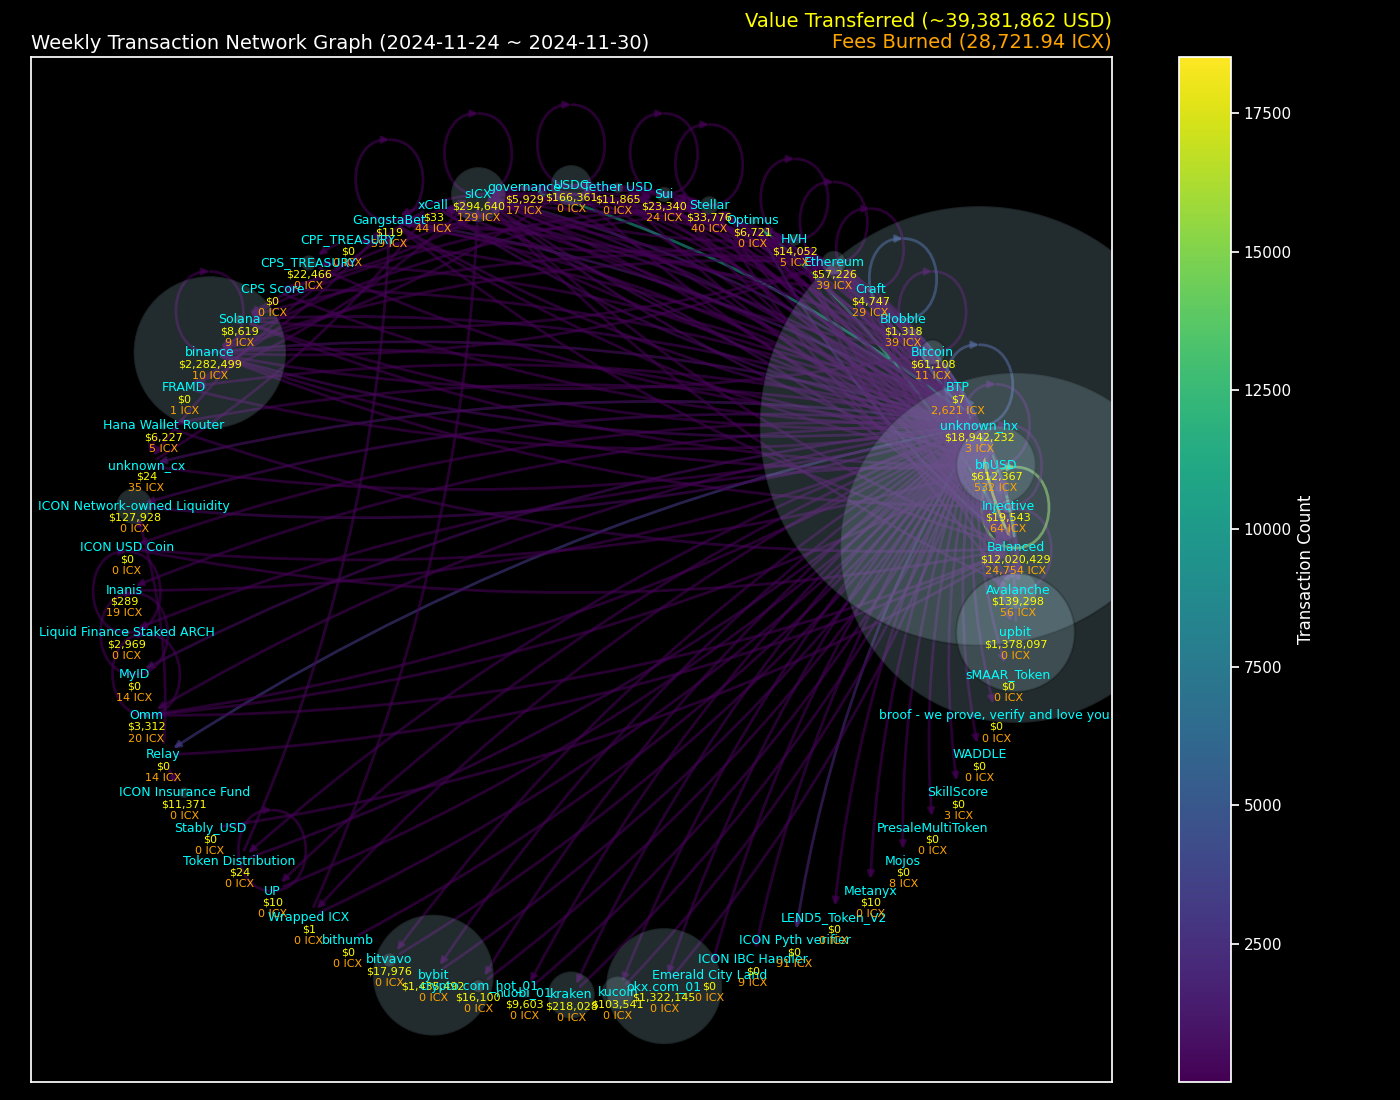 Value Transferred (~39,381,862 USD)
Weekly Transaction Network Graph (2024-11-24 ~ 2024-11-30)
Fees Burned (28,721.94 ICX)
USDC
$166,361
0 ICX
governance
$5,929
17 ICX
Tether USD
$11,865
0 ICX
sICX
$294,640
129 ICX
Sui
$23,340
24 ICX
xCall
$33
44 ICX
Stellar
$33,776
40 ICX
GangstaBet
$119
Optimus
$6,721
0 ICX
CPF_TREASURY
$0
HVH
$14,052
5 ICX
CPS_TREASURY
$22,466
0 ICX
Ethereum
$57,226
39 ICX
CPS Score
$0
0 ICX
Craft
$4,747
29 ICX
Solana
$8,619
9 ICX
Blobble
$1,318
39 ICX
binance
$2,282,499
10 ICX
Bitcoin
$61,108
11 ICX
FRAMD
$0
1 ICX
BTP
$7
2,621 ICX
Hana Wallet Router
$6,227
5 ICX
unknown_hx
$18,942,232
3 ICX
unknown_cx
$24
35 ICX
bnUSD
$612,367
532 ICX
ICON Network-owned Liquidity
$127,928
0 ICX
Injective
$19,543
64 ICX
ICON USD Coin
$0
0 ICX
Balanced
$12,020,429
24,754 ICX
Inanis
$289
19 ICX
Avalanche
$139,298
56 ICX
Liquid Finance Staked ARCH
$2,969
0 ICX
upbit
$1,378,097
0 ICX
MyID
$0
14 ICX
sMAAR_Token
$0
0 ICX
Omm
$3,312
20 ICX
broof - we prove, verify and love you
$0
0 ICX
Relay
$0
14 ICX
WADDLE
$0
0 ICX
ICON Insurance Fund
$11,371
0 ICX
SkillScore
$0
3 ICX
Stably_USD
$0
0 ICX
PresaleMultiToken
$0
0 ICX
Token Distribution
$24
0 ICX
Mojos
$0
8 ICX
UP
$10
0 ICX
Metanyx
$10
0 ICX
Wrapped ICX
$1
0 ICX
LEND5_Token_v2
$0
bithumb
$0
0 ICX
ICON Pyth verifier
$0
91 ICX
bitvavo
$17,976
0 ICX
ICON IBC Handler
$0
9 ICX
bybit
0 ICX
Emerald City Land
$0
0 ICX
crypto.com_hot_01
$16,100
0 ICX
okx.com_01
$1,322,145
0 ICX
huobi_01
$9,603
0 ICX
kraken
$218,028
0 ICX
kucoin
$103,541
0 ICX
17500
15000
12500
10000
7500
5000
2500
Transaction Count